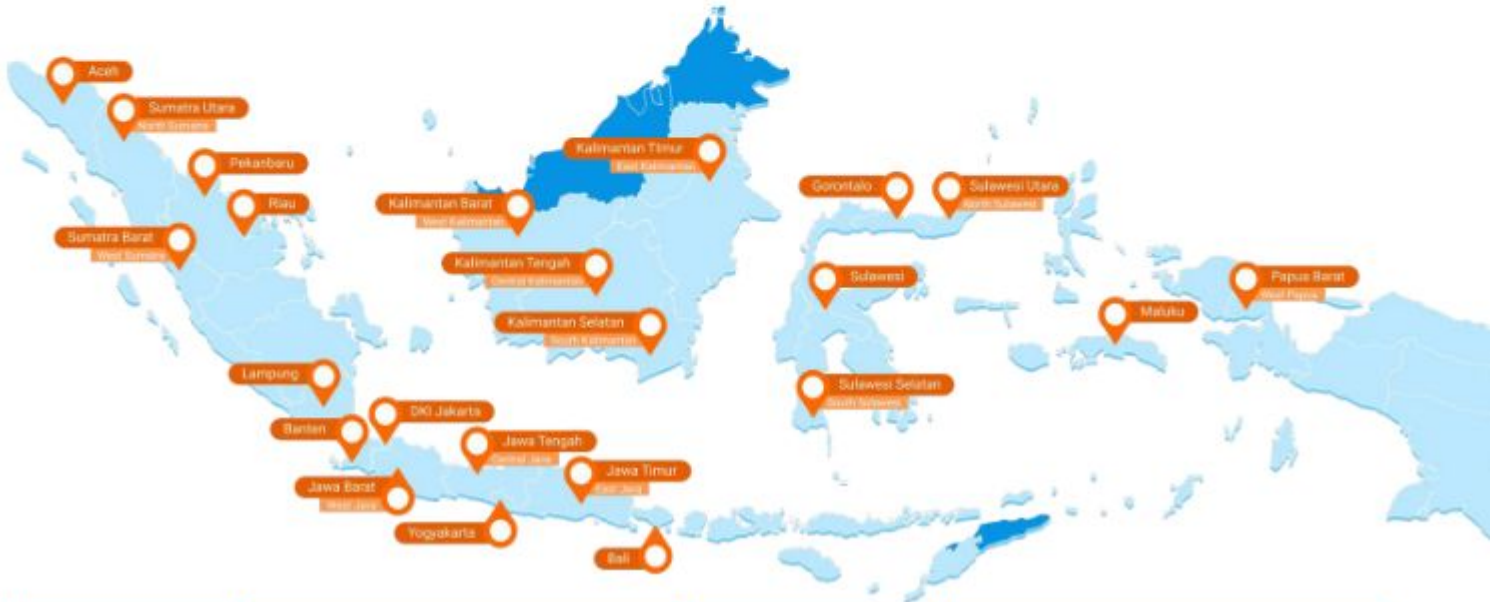 Aceh
Sumatra Utara
North Sumatra
Pekanbaru
Riau
Sumatra Barat
West Sumatra
Kalimantan TImur
East Kalimantan
Kalimantan Barat
West Kalimantan
Kalimantan Tengah
Central Kalimantan
Kalimantan Selatan
South Kalimantan
Gorontalo
Sulawesi Utara
North Sulawesi
Sulawesi
Papua Barat
West Papua
Maluku
Sulawesi Selatan
South Sulawesi
Lampung
DKI Jakarta
Banten
Jawa Tengah
Central Java
Jawa Timur
East Java
Jawa Barat
West Java
Yogyakarta
Bali